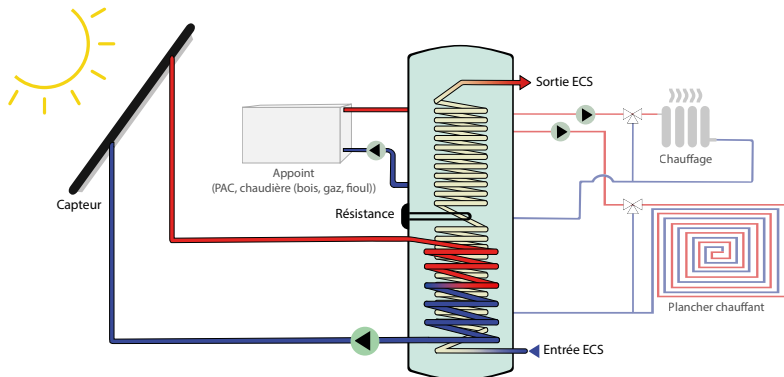 Sortie ECS
Chauffage
Appoint
(PAC, chaudière (bois, gaz, fioul))
Capteur
Résistance
Plancher chauffant
Entrée ECS